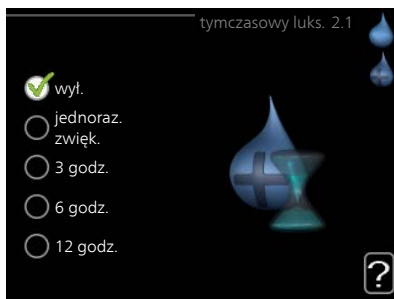 tymczasowy luks. 2.1
wył.
jednoraz.
zwięk.
3 godz.
6 godz.
12 godz.
?